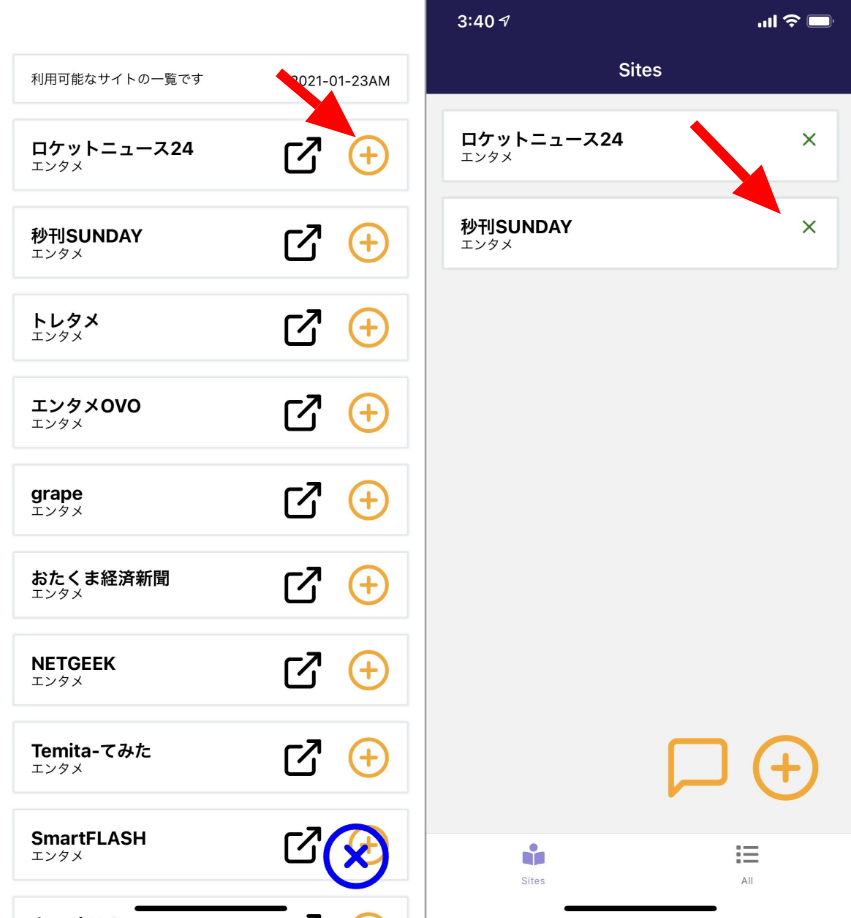 利用可能なサイトの一覧です
2021-01-23AM
ロケットニュース24
エンタメ
秒刊SUNDAY
エンタメ
トレタメ
エンタメ
エンタメOVO
エンタメ
grape
エンタメ
おたくま経済新聞
エンタメ
NETGEEK
エンタメ
Temita-てみた
エンタメ
SmartFLASH
エンタメ
3:40
Sites
ロケットニュース24
エンタメ
秒刊SUNDAY
エンタメ
Sites
All